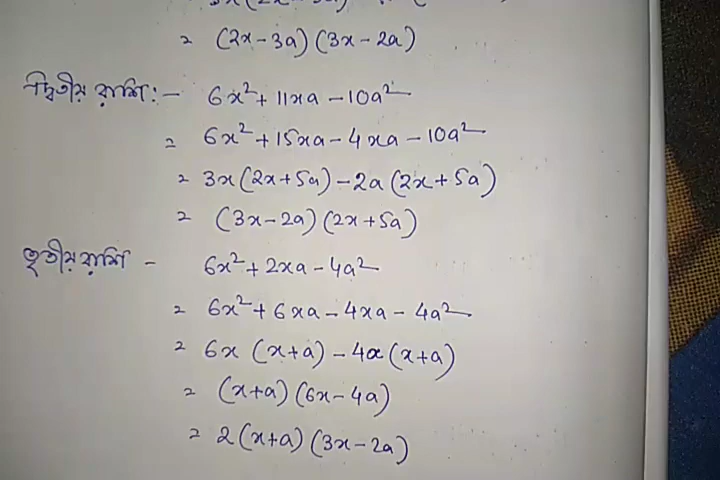 = (2x-3a)(3x-2a)
দ্বিতীয় রাশি:- 6x²+11xa-10a²
= 6x²+15xa-4xa-10a²
= 3x(2x+5a)-2a(2x+5a)
= (3x-2a)(2x+5a)
তৃতীয় রাশি - 6x²+2xa-4a²
= 6x²+6xa-4xa-4a²
= 6x(x+a)-4a(x+a)
= (x+a)(6x-4a)
= 2(x+a)(3x-2a)